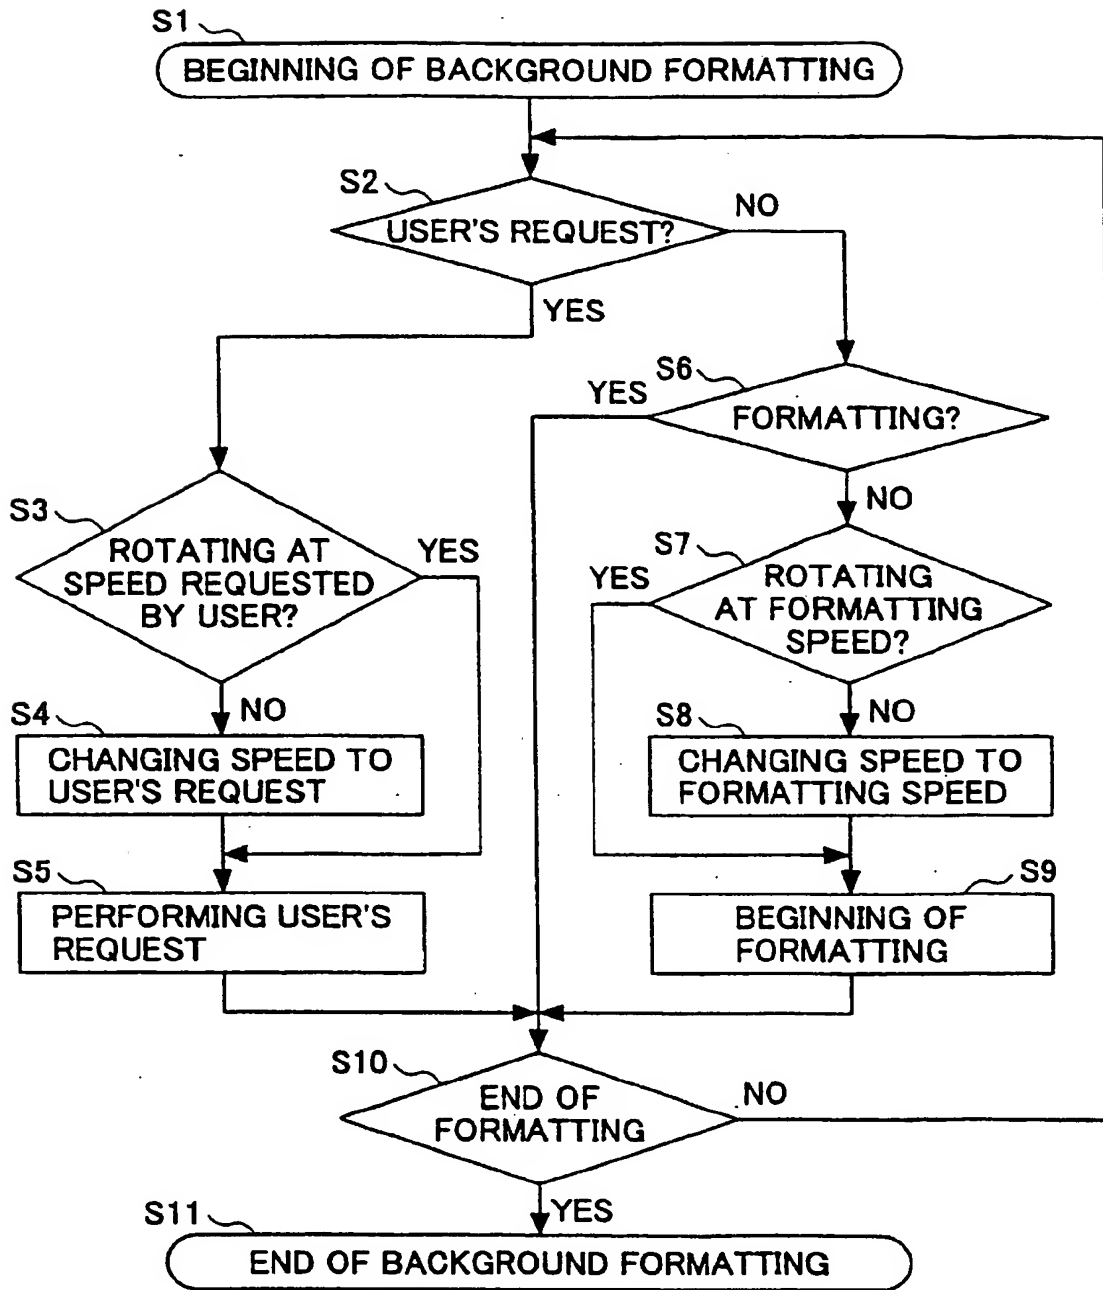 S1
BEGINNING OF BACKGROUND FORMATTING
S2
USER'S REQUEST?
NO
YES
S6
YES
FORMATTING?
NO
S3
ROTATING AT
SPEED REQUESTED
BY USER?
YES
S7
YES
ROTATING
AT FORMATTING
SPEED?
NO
S4
CHANGING SPEED TO
USER'S REQUEST
NO
S8
CHANGING SPEED TO
FORMATTING SPEED
S5
PERFORMING USER'S
REQUEST
S9
BEGINNING OF
FORMATTING
S10
END OF
FORMATTING
NO
YES
S11
END OF BACKGROUND FORMATTING